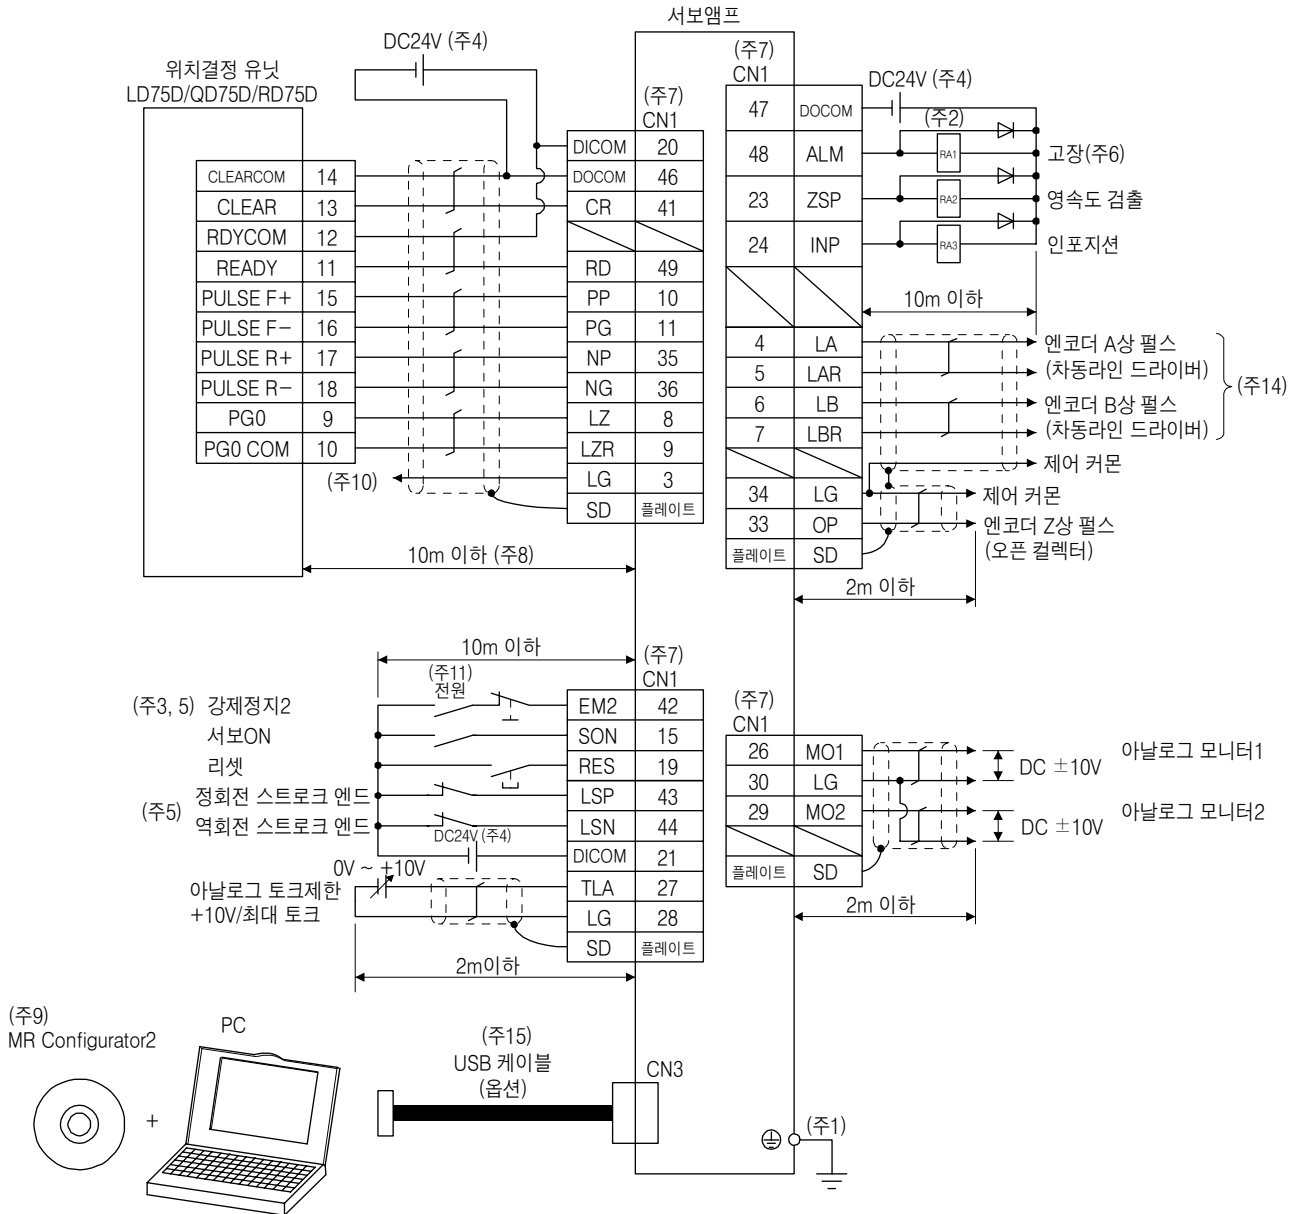 서보앰프
DC24V (주4)
위치결정 유닛
LD75D/QD75D/RD75D
(주7)
CN1
DICOM 20
CLEARCOM 14 DOCOM 46
CLEAR 13 CR 41
RDYCOM 12
READY 11 RD 49
PULSE F+ 15 PP 10
PULSE F− 16 PG 11
PULSE R+ 17 NP 35
PULSE R− 18 NG 36
PG0 9 LZ 8
PG0 COM 10 LZR 9
(주10) LG 3
SD 플레이트
10m 이하 (주8)
(주7)
CN1
DC24V (주4)
47 DOCOM
(주2)
48 ALM RA1 고장(주6)
23 ZSP RA2 영속도 검출
24 INP RA3 인포지션
10m 이하
4 LA 엔코더 A상 펄스
5 LAR (차동라인 드라이버)
(주14)
6 LB 엔코더 B상 펄스
7 LBR (차동라인 드라이버)
제어 커먼
34 LG 제어 커먼
33 OP 엔코더 Z상 펄스
(오픈 컬렉터)
플레이트 SD
2m 이하
10m 이하
(주7)
CN1
(주11)
전원
(주3, 5) 강제정지2 EM2 42
서보ON SON 15
리셋 RES 19
(주5)
정회전 스트로크 엔드 LSP 43
역회전 스트로크 엔드 LSN 44
DC24V (주4)
DICOM 21
0V ~ +10V
아날로그 토크제한 TLA 27
+10V/최대 토크 LG 28
SD 플레이트
2m이하
(주7)
CN1
26 MO1 아날로그 모니터1
DC ±10V
30 LG
29 MO2 아날로그 모니터2
DC ±10V
플레이트 SD
2m 이하
(주9)
MR Configurator2
PC
+
(주15)
USB 케이블
(옵션)
CN3
(주1)